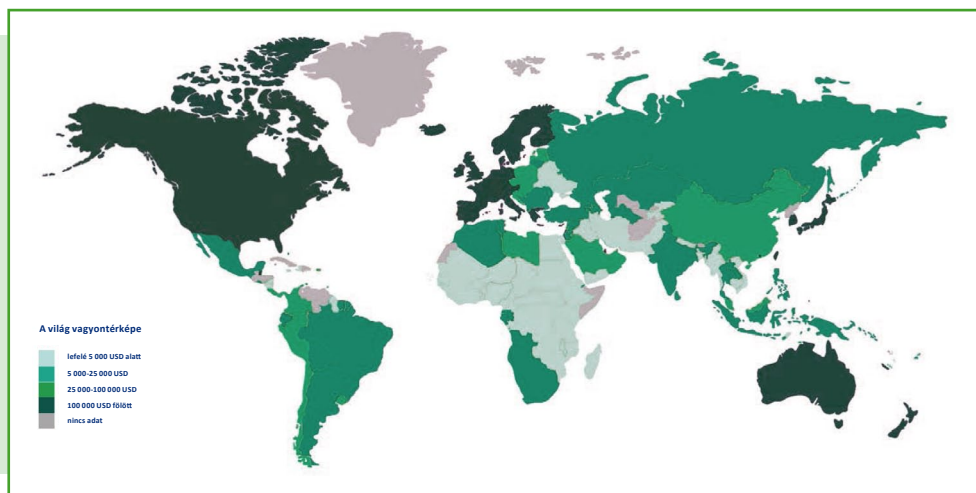 A világ vagyontérképe
lefelé 5 000 USD alatt
5 000-25 000 USD
25 000-100 000 USD
100 000 USD fölött
nincs adat